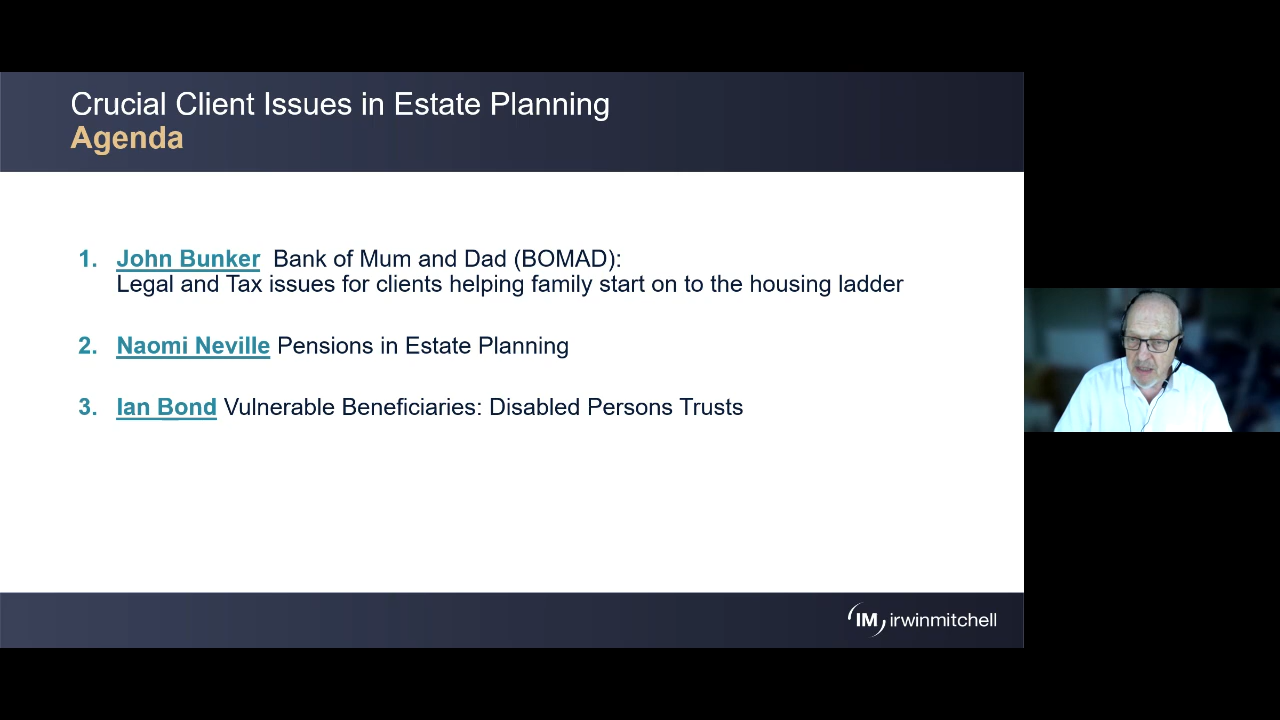 Crucial Client Issues in Estate Planning
Agenda
1. John Bunker Bank of Mum and Dad (BOMAD):
Legal and Tax issues for clients helping family start on to the housing ladder
2. Naomi Neville Pensions in Estate Planning
3. Ian Bond Vulnerable Beneficiaries: Disabled Persons Trusts
IM irwinmitchell